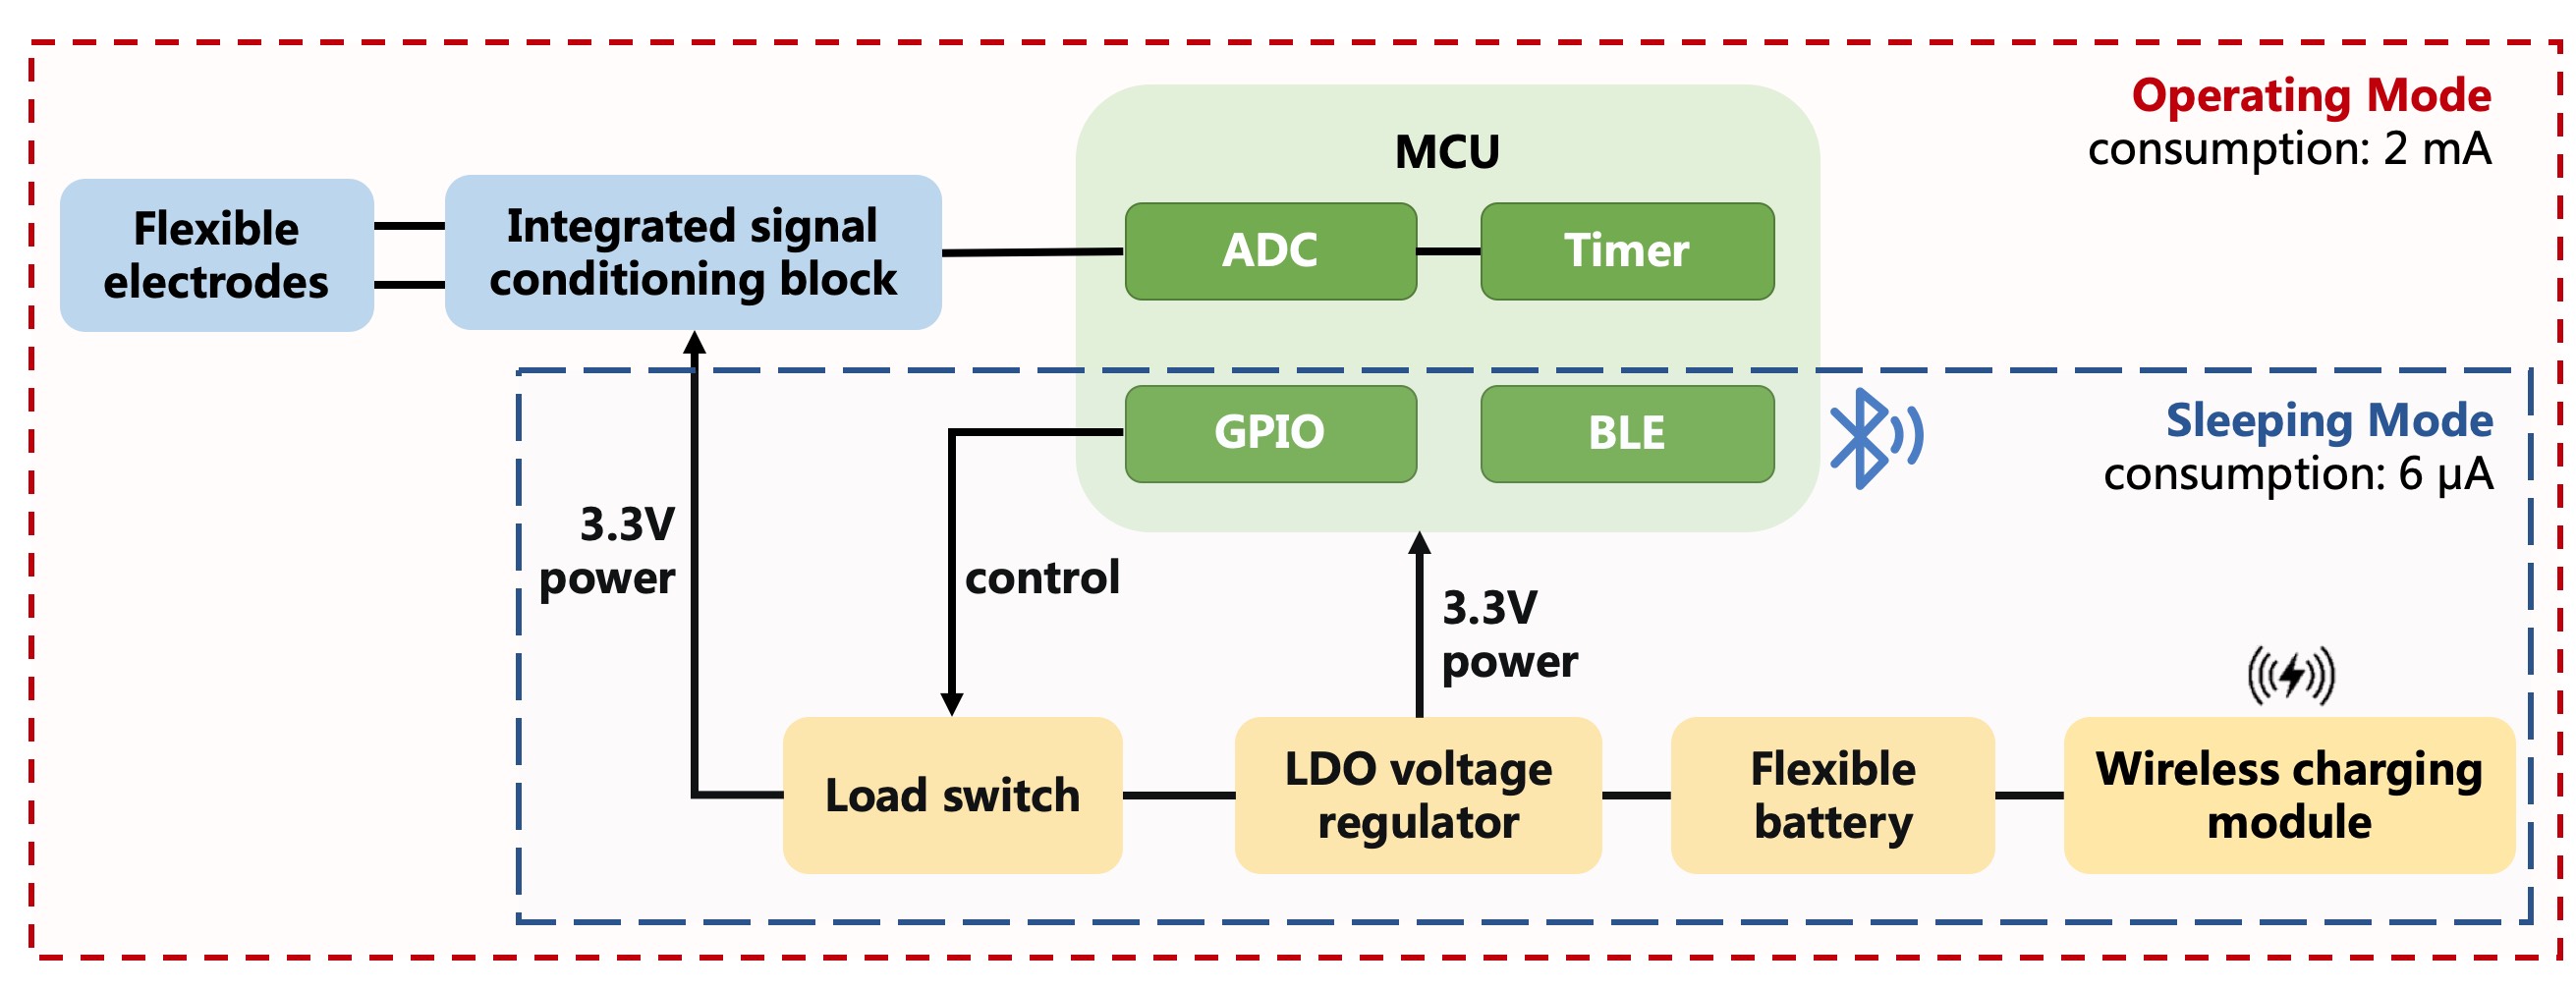 Operating Mode
consumption: 2 mA
MCU
Flexible
electrodes
Integrated signal
conditioning block
ADC
Timer
GPIO
BLE
Sleeping Mode
consumption: 6 µA
3.3V
power
control
3.3V
power
Load switch
LDO voltage
regulator
Flexible
battery
Wireless charging
module